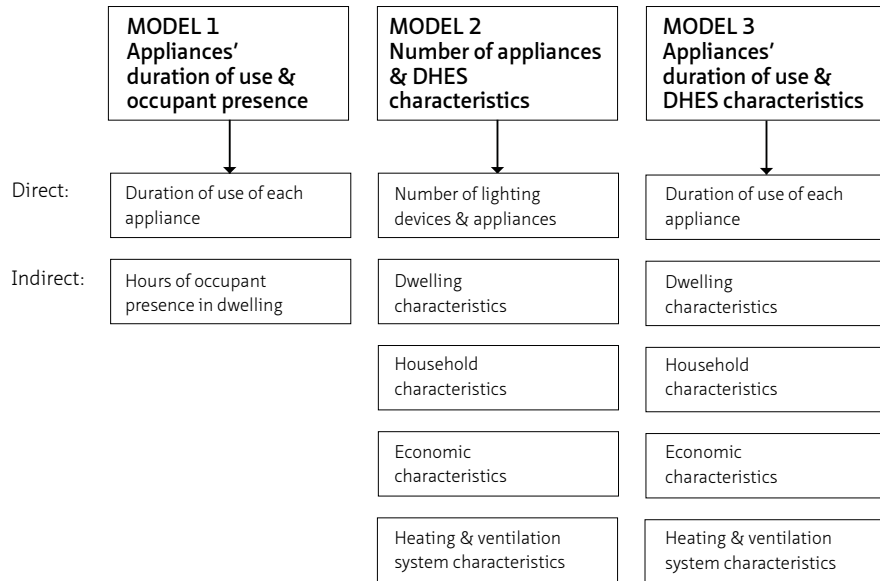 MODEL 1
Appliances'
duration of use &
occupant presence
MODEL 2
Number of appliances
& DHES
characteristics
MODEL 3
Appliances'
duration of use &
DHES characteristics
Direct:
Duration of use of each
appliance
Number of lighting
devices & appliances
Duration of use of each
appliance
Indirect:
Hours of occupant
presence in dwelling
Dwelling
characteristics
Dwelling
characteristics
Household
characteristics
Household
characteristics
Economic
characteristics
Economic
characteristics
Heating & ventilation
system characteristics
Heating & ventilation
system characteristics